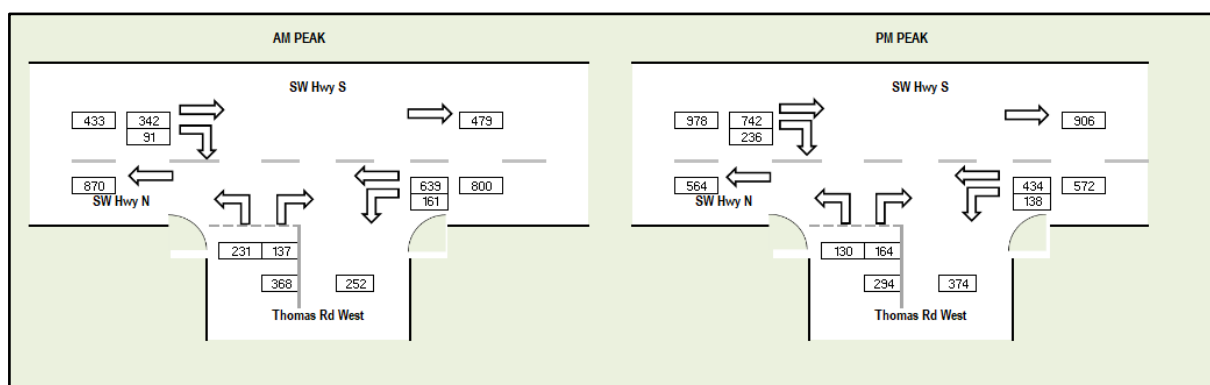 AM PEAK
SW Hwy S
433 342 479
91
870 639 800
SW Hwy N 161
231 137
368 252
Thomas Rd West
PM PEAK
SW Hwy S
978 742 906
236
564 434 572
SW Hwy N 138
130 164
294 374
Thomas Rd West